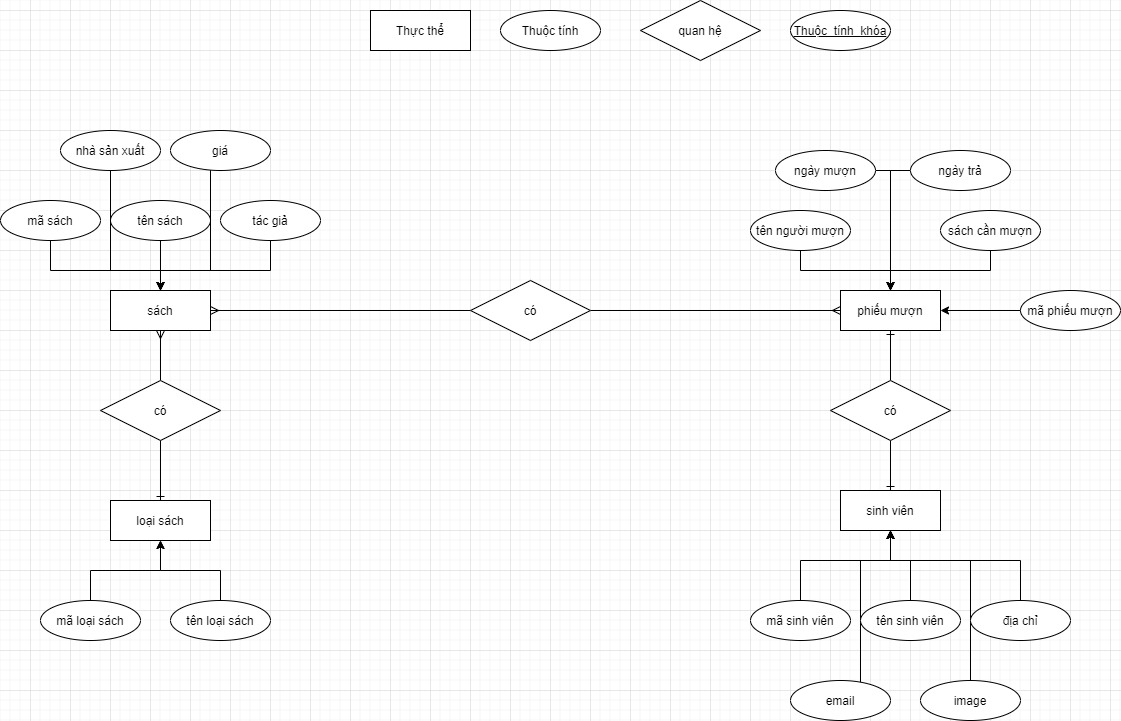 Thực thể
Thuộc tính
quan hệ
Thuộc tính khóa
nhà sản xuất
giá
ngày mượn
ngày trả
mã sách
tên sách
tác giả
tên người mượn
sách cần mượn
sách
có
phiếu mượn
mã phiếu mượn
có
có
loại sách
sinh viên
mã loại sách
tên loại sách
mã sinh viên
tên sinh viên
địa chỉ
email
image